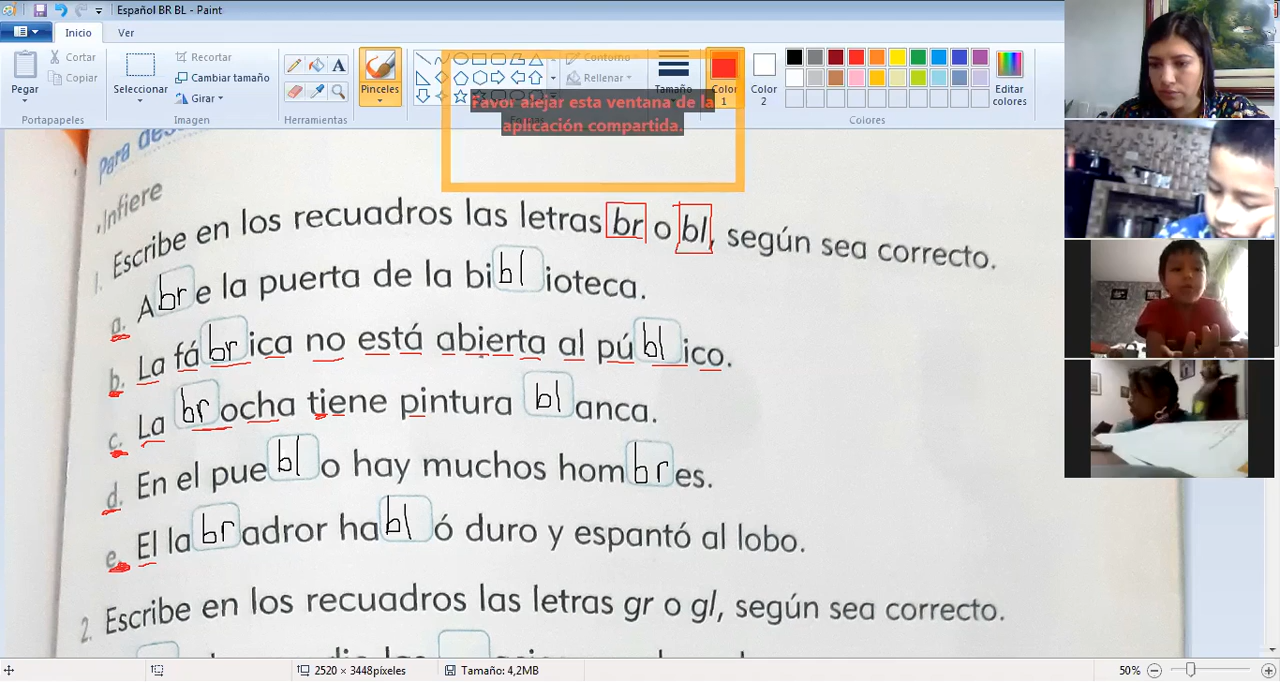 Español BR BL - Paint
Inicio Ver
Pegar
Cortar
Copiar
Portapapeles
Seleccionar
Recortar
Cambiar tamaño
Girar
Imagen
A
Herramientas
Pinceles
Contorno
Rellenar
Formas
Tamaño
Color 1
Color 2
Editar colores
Colores
Favor alejar esta ventana de la
aplicación compartida.
Para des
Infiere
1. Escribe en los recuadros las letras br o bl, según sea correcto.
a. Abre la puerta de la biblioteca.
b. La fábrica no está abierta al público.
c. La brocha tiene pintura blanca.
d. En el pueblo hay muchos hombres.
e. El labradror habló duro y espantó al lobo.
2. Escribe en los recuadros las letras gr o gl, según sea correcto.
2520 × 3448píxeles
Tamaño: 4,2MB
50%